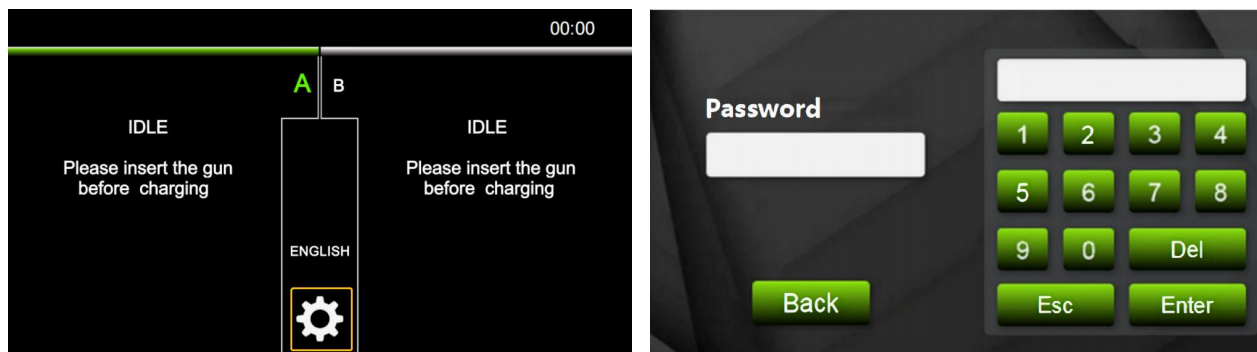 00:00
A B
IDLE
Please insert the gun
before charging
IDLE
Please insert the gun
before charging
ENGLISH
Password
1 2 3 4
5 6 7 8
9 0 Del
Esc Enter
Back